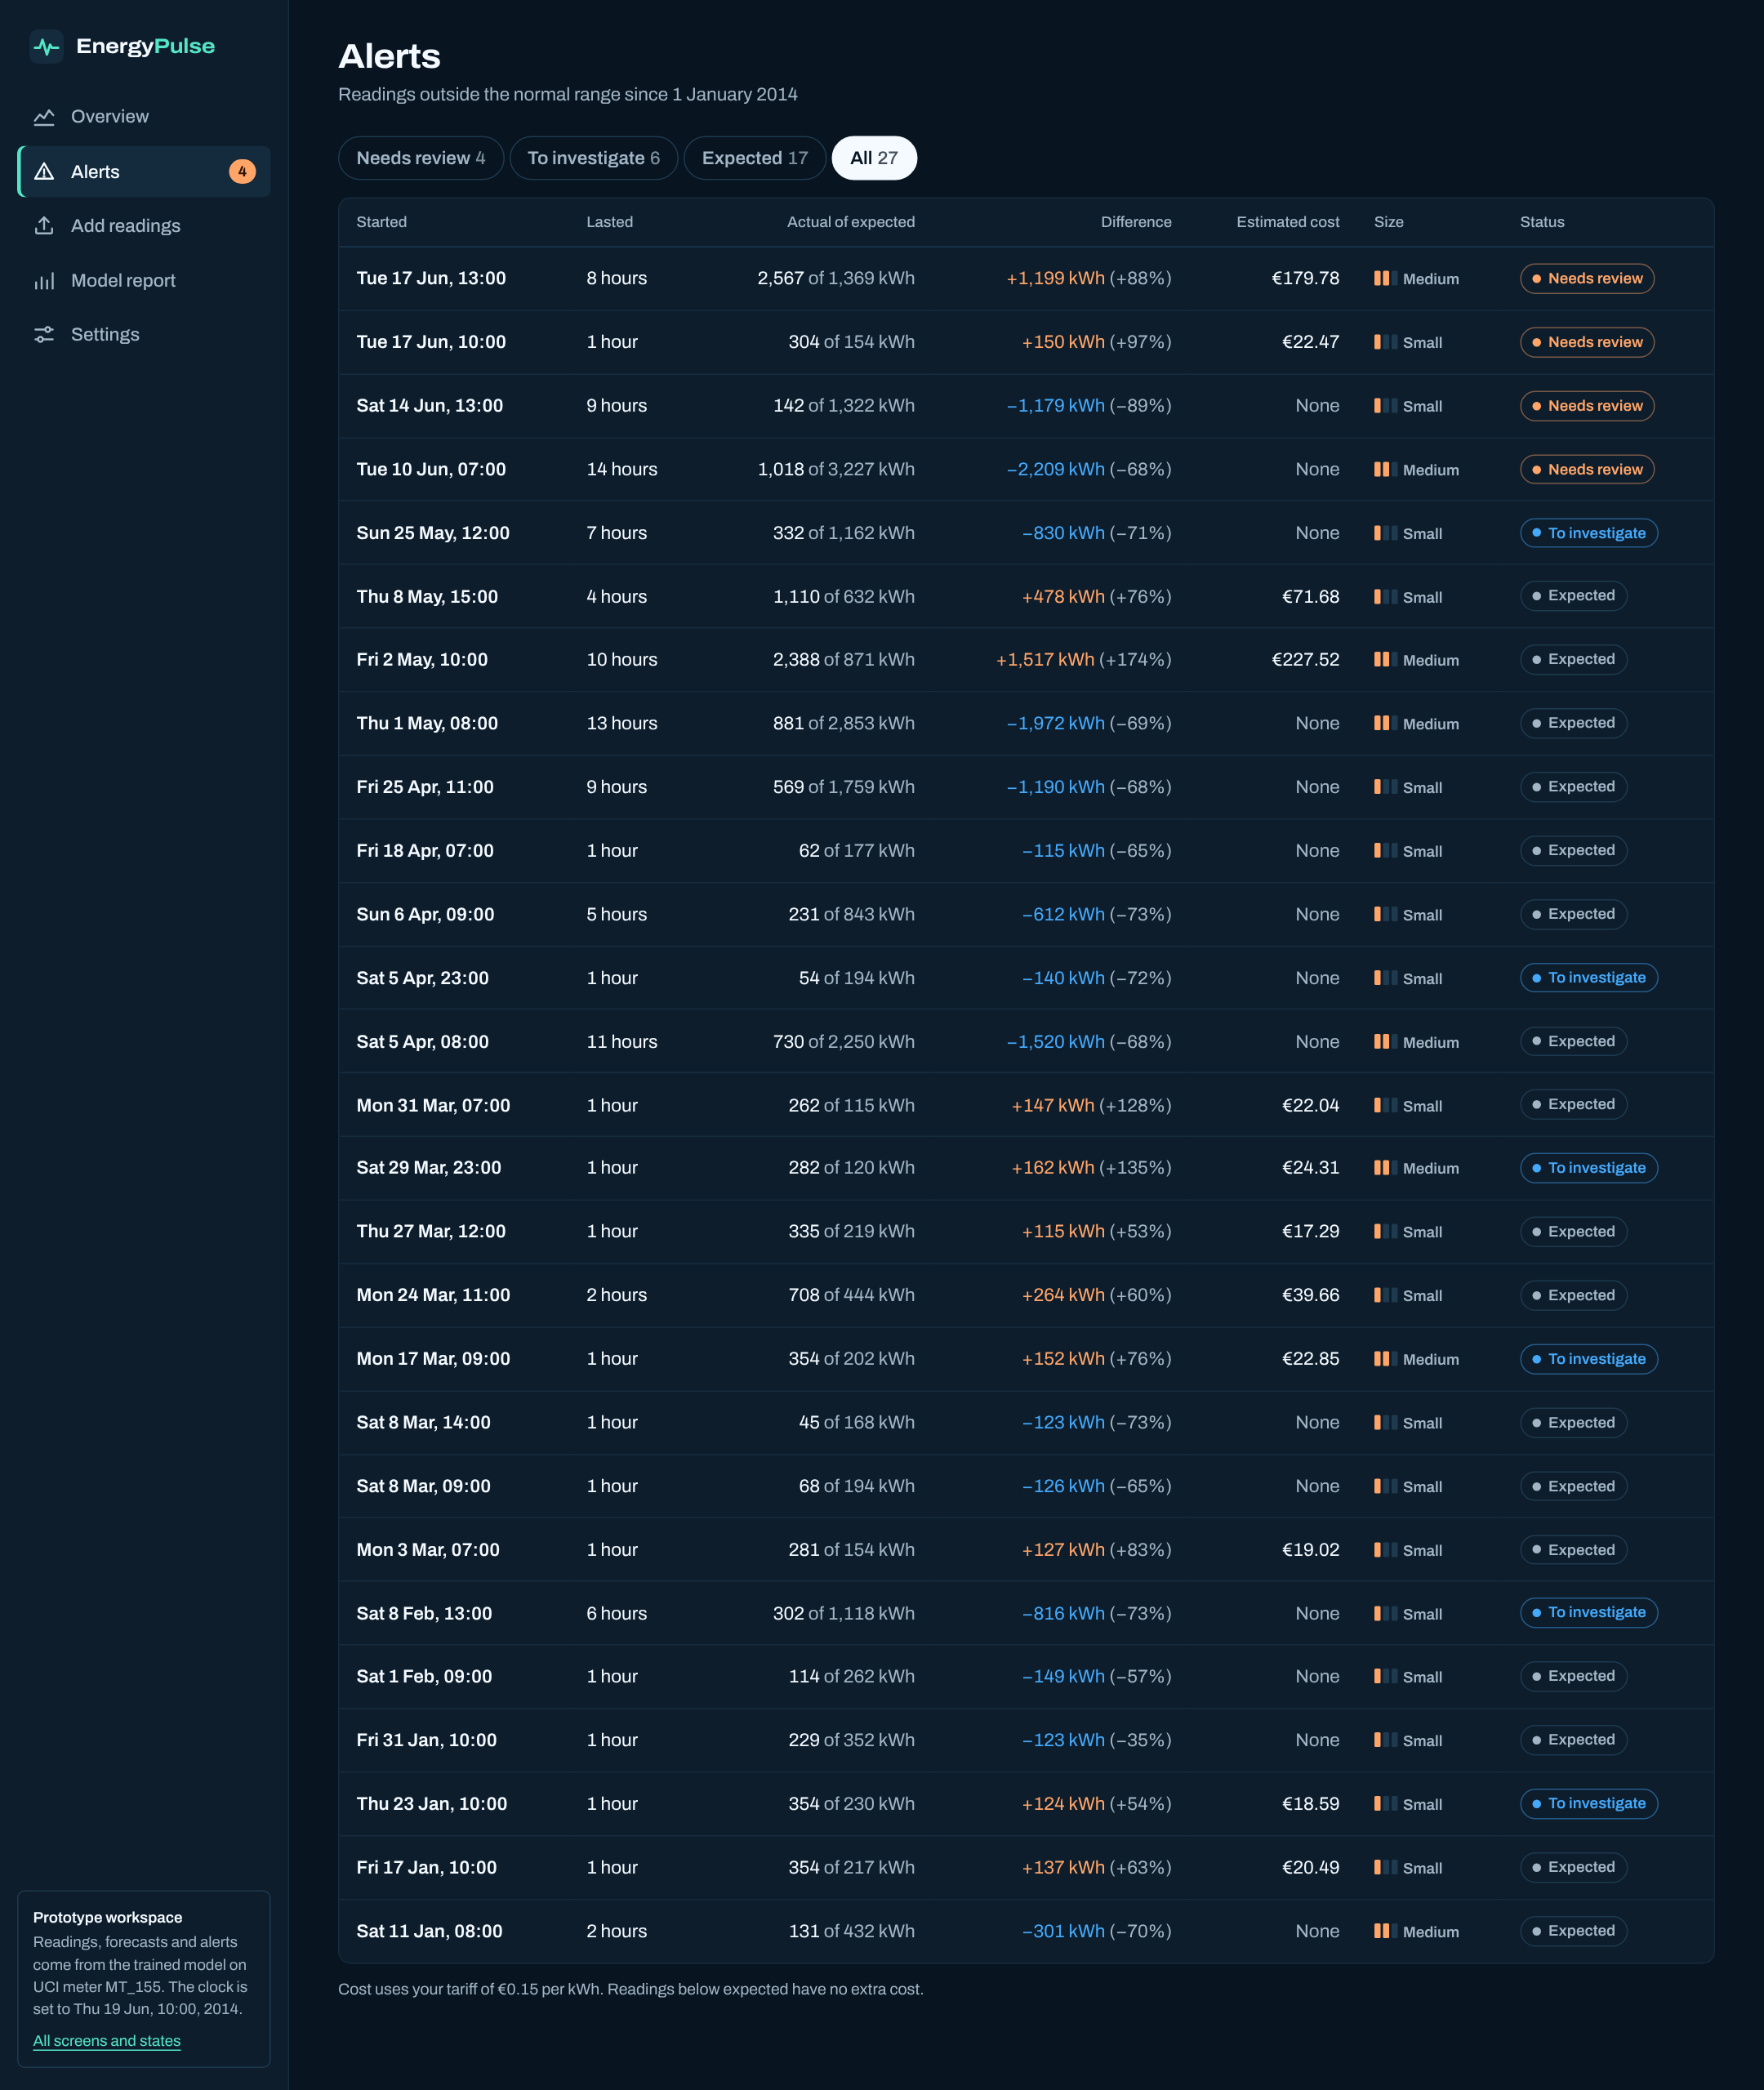 EnergyPulse
Overview
Alerts 4
Add readings
Model report
Settings
Prototype workspace
Readings, forecasts and alerts
come from the trained model on
UCI meter MT_155. The clock is
set to Thu 19 Jun, 10:00, 2014.
All screens and states
Alerts
Readings outside the normal range since 1 January 2014
Needs review 4 To investigate 6 Expected 17 All 27
Started Lasted Actual of expected Difference Estimated cost Size Status
Tue 17 Jun, 13:00 8 hours 2,567 of 1,369 kWh +1,199 kWh (+88%) €179.78 Medium Needs review
Tue 17 Jun, 10:00 1 hour 304 of 154 kWh +150 kWh (+97%) €22.47 Small Needs review
Sat 14 Jun, 13:00 9 hours 142 of 1,322 kWh −1,179 kWh (−89%) None Small Needs review
Tue 10 Jun, 07:00 14 hours 1,018 of 3,227 kWh −2,209 kWh (−68%) None Medium Needs review
Sun 25 May, 12:00 7 hours 332 of 1,162 kWh −830 kWh (−71%) None Small To investigate
Thu 8 May, 15:00 4 hours 1,110 of 632 kWh +478 kWh (+76%) €71.68 Small Expected
Fri 2 May, 10:00 10 hours 2,388 of 871 kWh +1,517 kWh (+174%) €227.52 Medium Expected
Thu 1 May, 08:00 13 hours 881 of 2,853 kWh −1,972 kWh (−69%) None Medium Expected
Fri 25 Apr, 11:00 9 hours 569 of 1,759 kWh −1,190 kWh (−68%) None Small Expected
Fri 18 Apr, 07:00 1 hour 62 of 177 kWh −115 kWh (−65%) None Small Expected
Sun 6 Apr, 09:00 5 hours 231 of 843 kWh −612 kWh (−73%) None Small Expected
Sat 5 Apr, 23:00 1 hour 54 of 194 kWh −140 kWh (−72%) None Small To investigate
Sat 5 Apr, 08:00 11 hours 730 of 2,250 kWh −1,520 kWh (−68%) None Medium Expected
Mon 31 Mar, 07:00 1 hour 262 of 115 kWh +147 kWh (+128%) €22.04 Small Expected
Sat 29 Mar, 23:00 1 hour 282 of 120 kWh +162 kWh (+135%) €24.31 Medium To investigate
Thu 27 Mar, 12:00 1 hour 335 of 219 kWh +115 kWh (+53%) €17.29 Small Expected
Mon 24 Mar, 11:00 2 hours 708 of 444 kWh +264 kWh (+60%) €39.66 Small Expected
Mon 17 Mar, 09:00 1 hour 354 of 202 kWh +152 kWh (+76%) €22.85 Medium To investigate
Sat 8 Mar, 14:00 1 hour 45 of 168 kWh −123 kWh (−73%) None Small Expected
Sat 8 Mar, 09:00 1 hour 68 of 194 kWh −126 kWh (−65%) None Small Expected
Mon 3 Mar, 07:00 1 hour 281 of 154 kWh +127 kWh (+83%) €19.02 Small Expected
Sat 8 Feb, 13:00 6 hours 302 of 1,118 kWh −816 kWh (−73%) None Small To investigate
Sat 1 Feb, 09:00 1 hour 114 of 262 kWh −149 kWh (−57%) None Small Expected
Fri 31 Jan, 10:00 1 hour 229 of 352 kWh −123 kWh (−35%) None Small Expected
Thu 23 Jan, 10:00 1 hour 354 of 230 kWh +124 kWh (+54%) €18.59 Small To investigate
Fri 17 Jan, 10:00 1 hour 354 of 217 kWh +137 kWh (+63%) €20.49 Small Expected
Sat 11 Jan, 08:00 2 hours 131 of 432 kWh −301 kWh (−70%) None Medium Expected
Cost uses your tariff of €0.15 per kWh. Readings below expected have no extra cost.